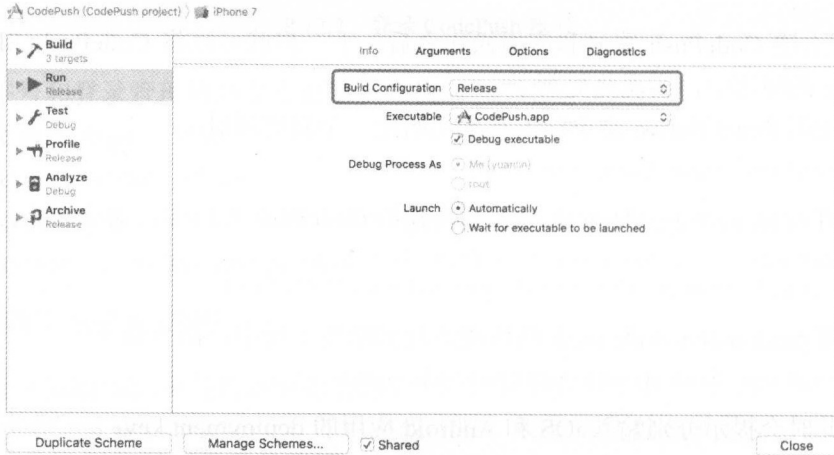 CodePush (CodePush project) iPhone 7
Build
3 targets
Run
Release
Test
Debug
Profile
Release
Analyze
Debug
Archive
Release
Info Arguments Options Diagnostics
Build Configuration Release
Executable CodePush.app
Debug executable
Debug Process As Me (yuanlin)
root
Launch Automatically
Wait for executable to be launched
Duplicate Scheme Manage Schemes... Shared Close